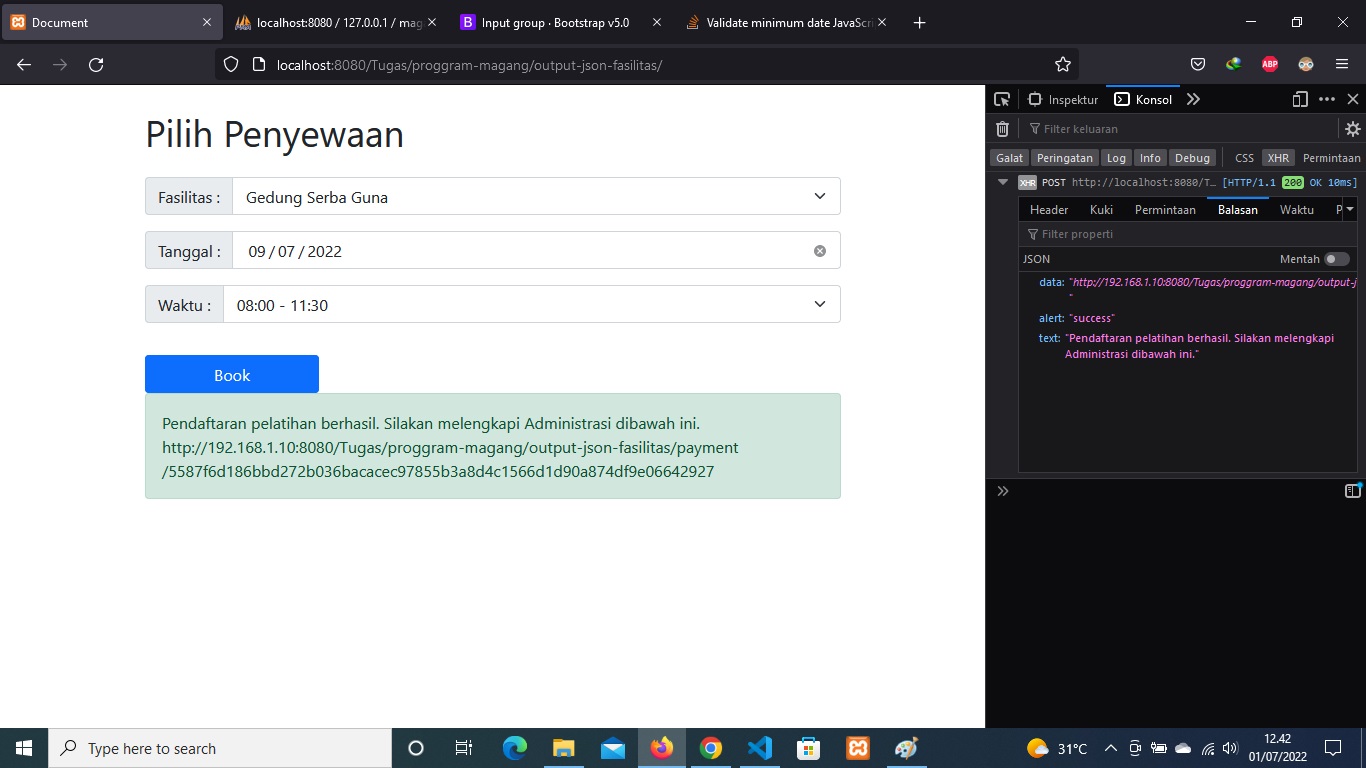 Document
localhost:8080 / 127.0.0.1 / mag
Input group · Bootstrap v5.0
Validate minimum date JavaScri
localhost:8080/Tugas/proggram-magang/output-json-fasilitas/
ABP
Pilih Penyewaan
Fasilitas :
Gedung Serba Guna
Tanggal :
09 / 07 / 2022
Waktu :
08:00 - 11:30
Book
Pendaftaran pelatihan berhasil. Silakan melengkapi Administrasi dibawah ini.
http://192.168.1.10:8080/Tugas/proggram-magang/output-json-fasilitas/payment
/5587f6d186bbd272b036bacacec97855b3a8d4c1566d1d90a874df9e06642927
Inspektur
Konsol
Filter keluaran
Galat Peringatan Log Info Debug CSS XHR Permintaan
XHR POST http://localhost:8080/T… [HTTP/1.1 200 OK 10ms]
Header Kuki Permintaan Balasan Waktu P
Filter properti
JSON
Mentah
data: "http://192.168.1.10:8080/Tugas/proggram-magang/output-j
"
alert: "success"
text: "Pendaftaran pelatihan berhasil. Silakan melengkapi
Administrasi dibawah ini."
Type here to search
31°C
12.42
01/07/2022